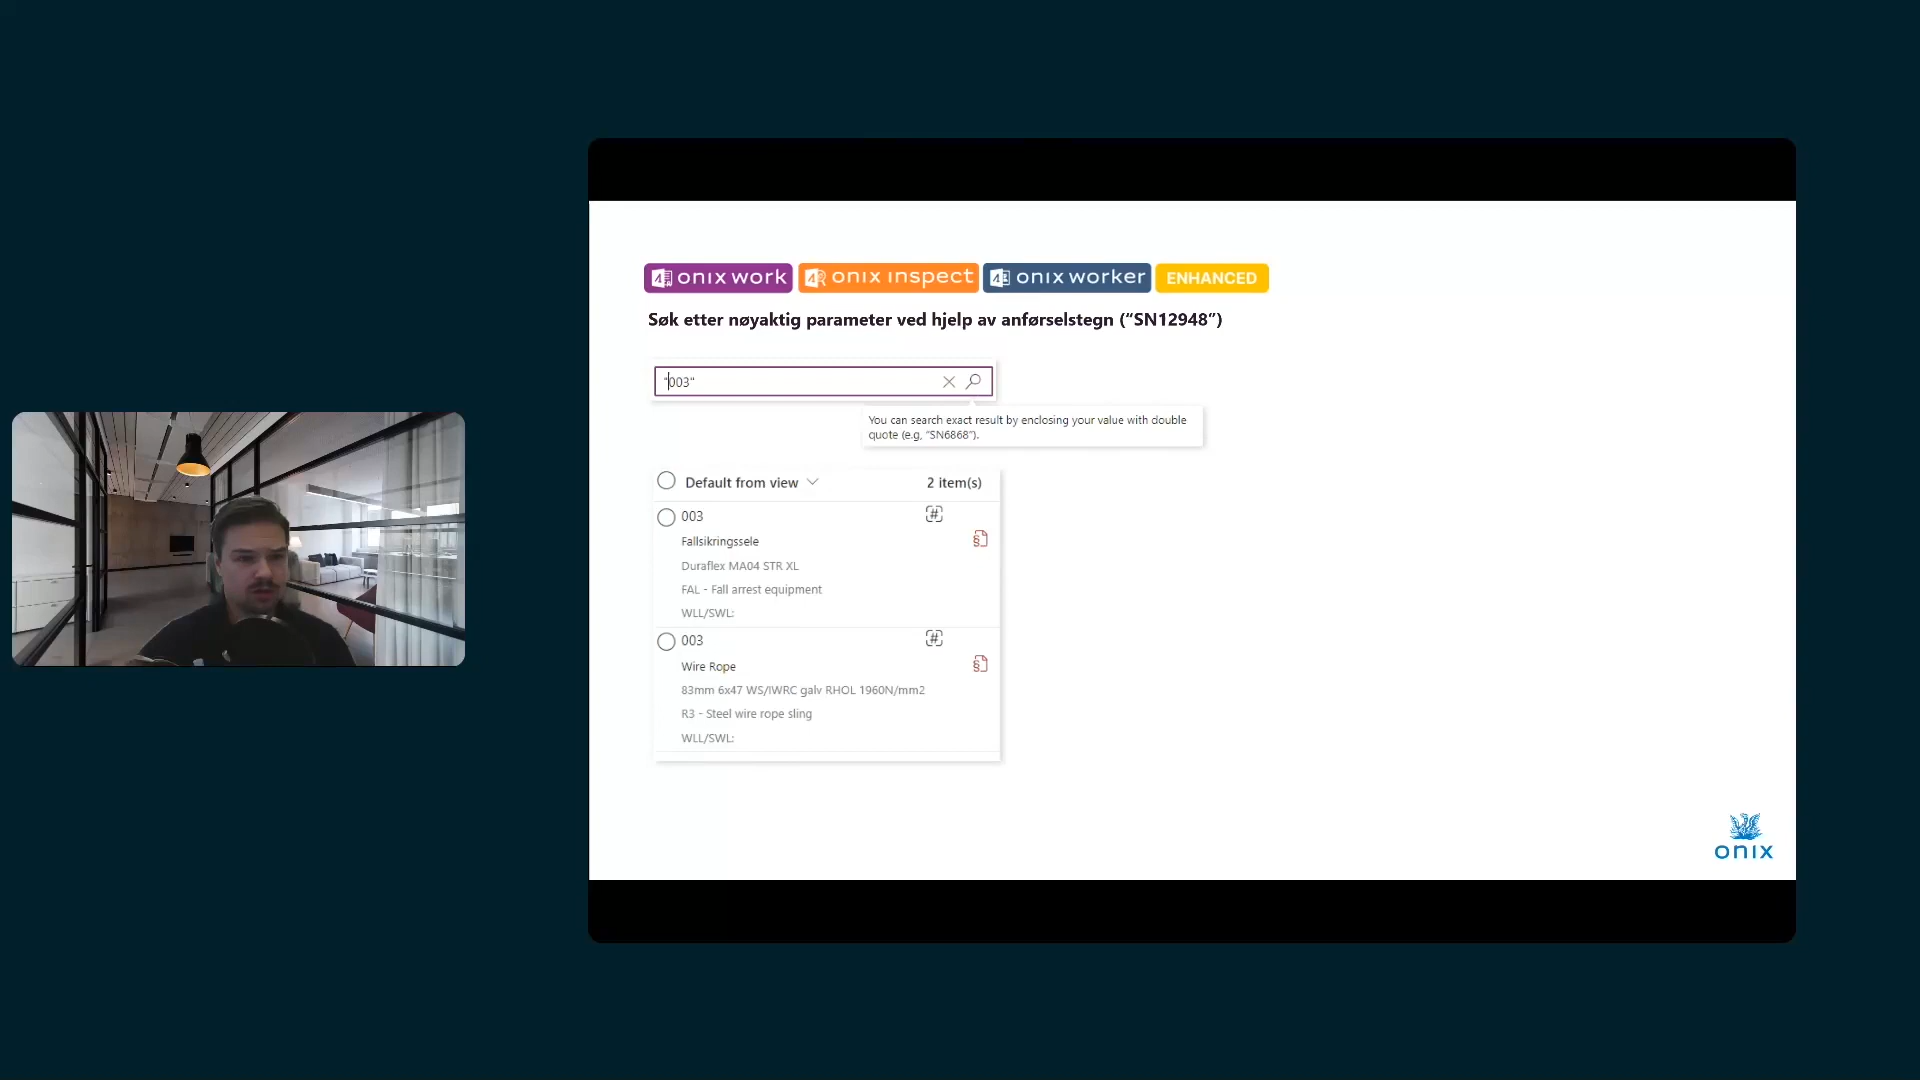 onix work onix inspect onix worker ENHANCED
Søk etter nøyaktig parameter ved hjelp av anførselstegn (“SN12948”)
"003"
You can search exact result by enclosing your value with double
quote (e.g, “SN6868”).
Default from view 2 item(s)
003
Fallsikringssele
Duraflex MA04 STR XL
FAL - Fall arrest equipment
WLL/SWL:
003
Wire Rope
83mm 6x47 WS/IWRC galv RHOL 1960N/mm2
R3 - Steel wire rope sling
WLL/SWL:
onix